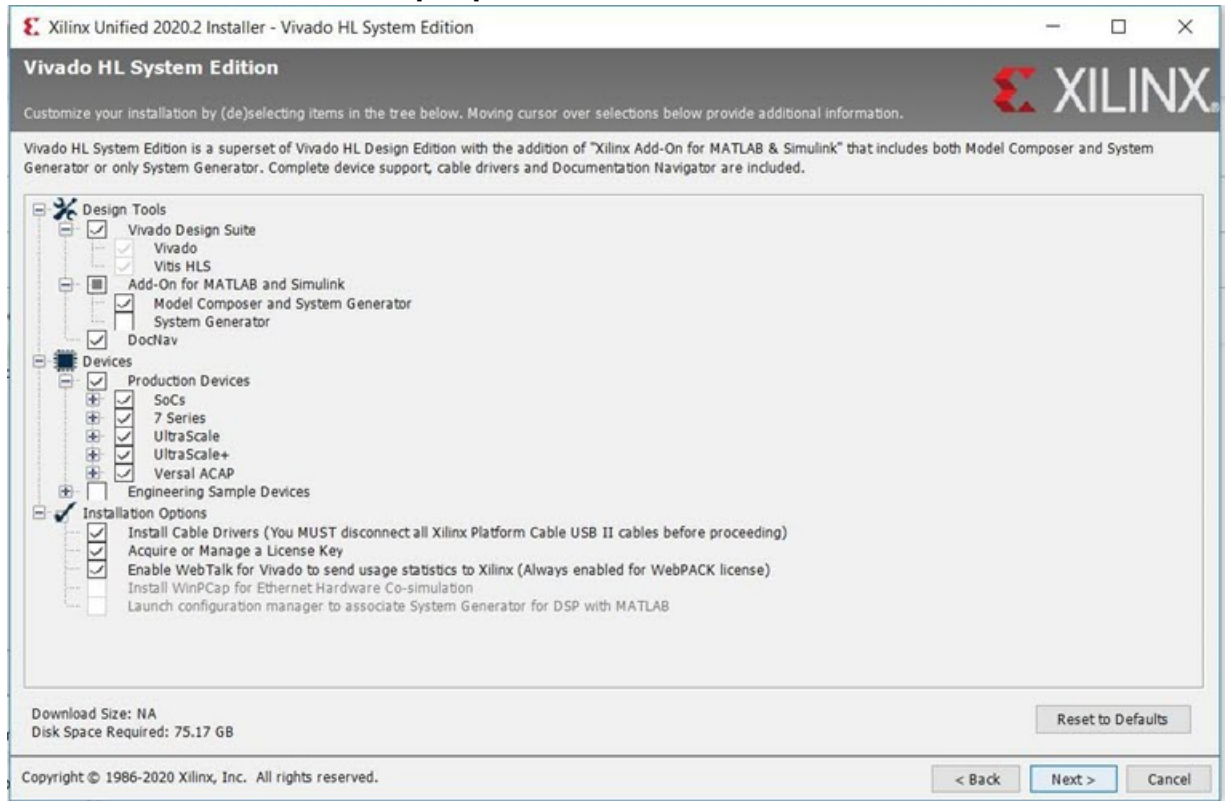 Xilinx Unified 2020.2 Installer - Vivado HL System Edition
Vivado HL System Edition
XILINX.
Customize your installation by (de)selecting items in the tree below. Moving cursor over selections below provide additional information.
Vivado HL System Edition is a superset of Vivado HL Design Edition with the addition of "Xilinx Add-On for MATLAB & Simulink" that includes both Model Composer and System
Generator or only System Generator. Complete device support, cable drivers and Documentation Navigator are included.
Design Tools
Vivado Design Suite
Vivado
Vitis HLS
Add-On for MATLAB and Simulink
Model Composer and System Generator
System Generator
DocNav
Devices
Production Devices
SoCs
7 Series
UltraScale
UltraScale+
Versal ACAP
Engineering Sample Devices
Installation Options
Install Cable Drivers (You MUST disconnect all Xilinx Platform Cable USB II cables before proceeding)
Acquire or Manage a License Key
Enable WebTalk for Vivado to send usage statistics to Xilinx (Always enabled for WebPACK license)
Install WinPCap for Ethernet Hardware Co-simulation
Launch configuration manager to associate System Generator for DSP with MATLAB
Download Size: NA
Disk Space Required: 75.17 GB
Reset to Defaults
Copyright © 1986-2020 Xilinx, Inc. All rights reserved.
< Back
Next >
Cancel